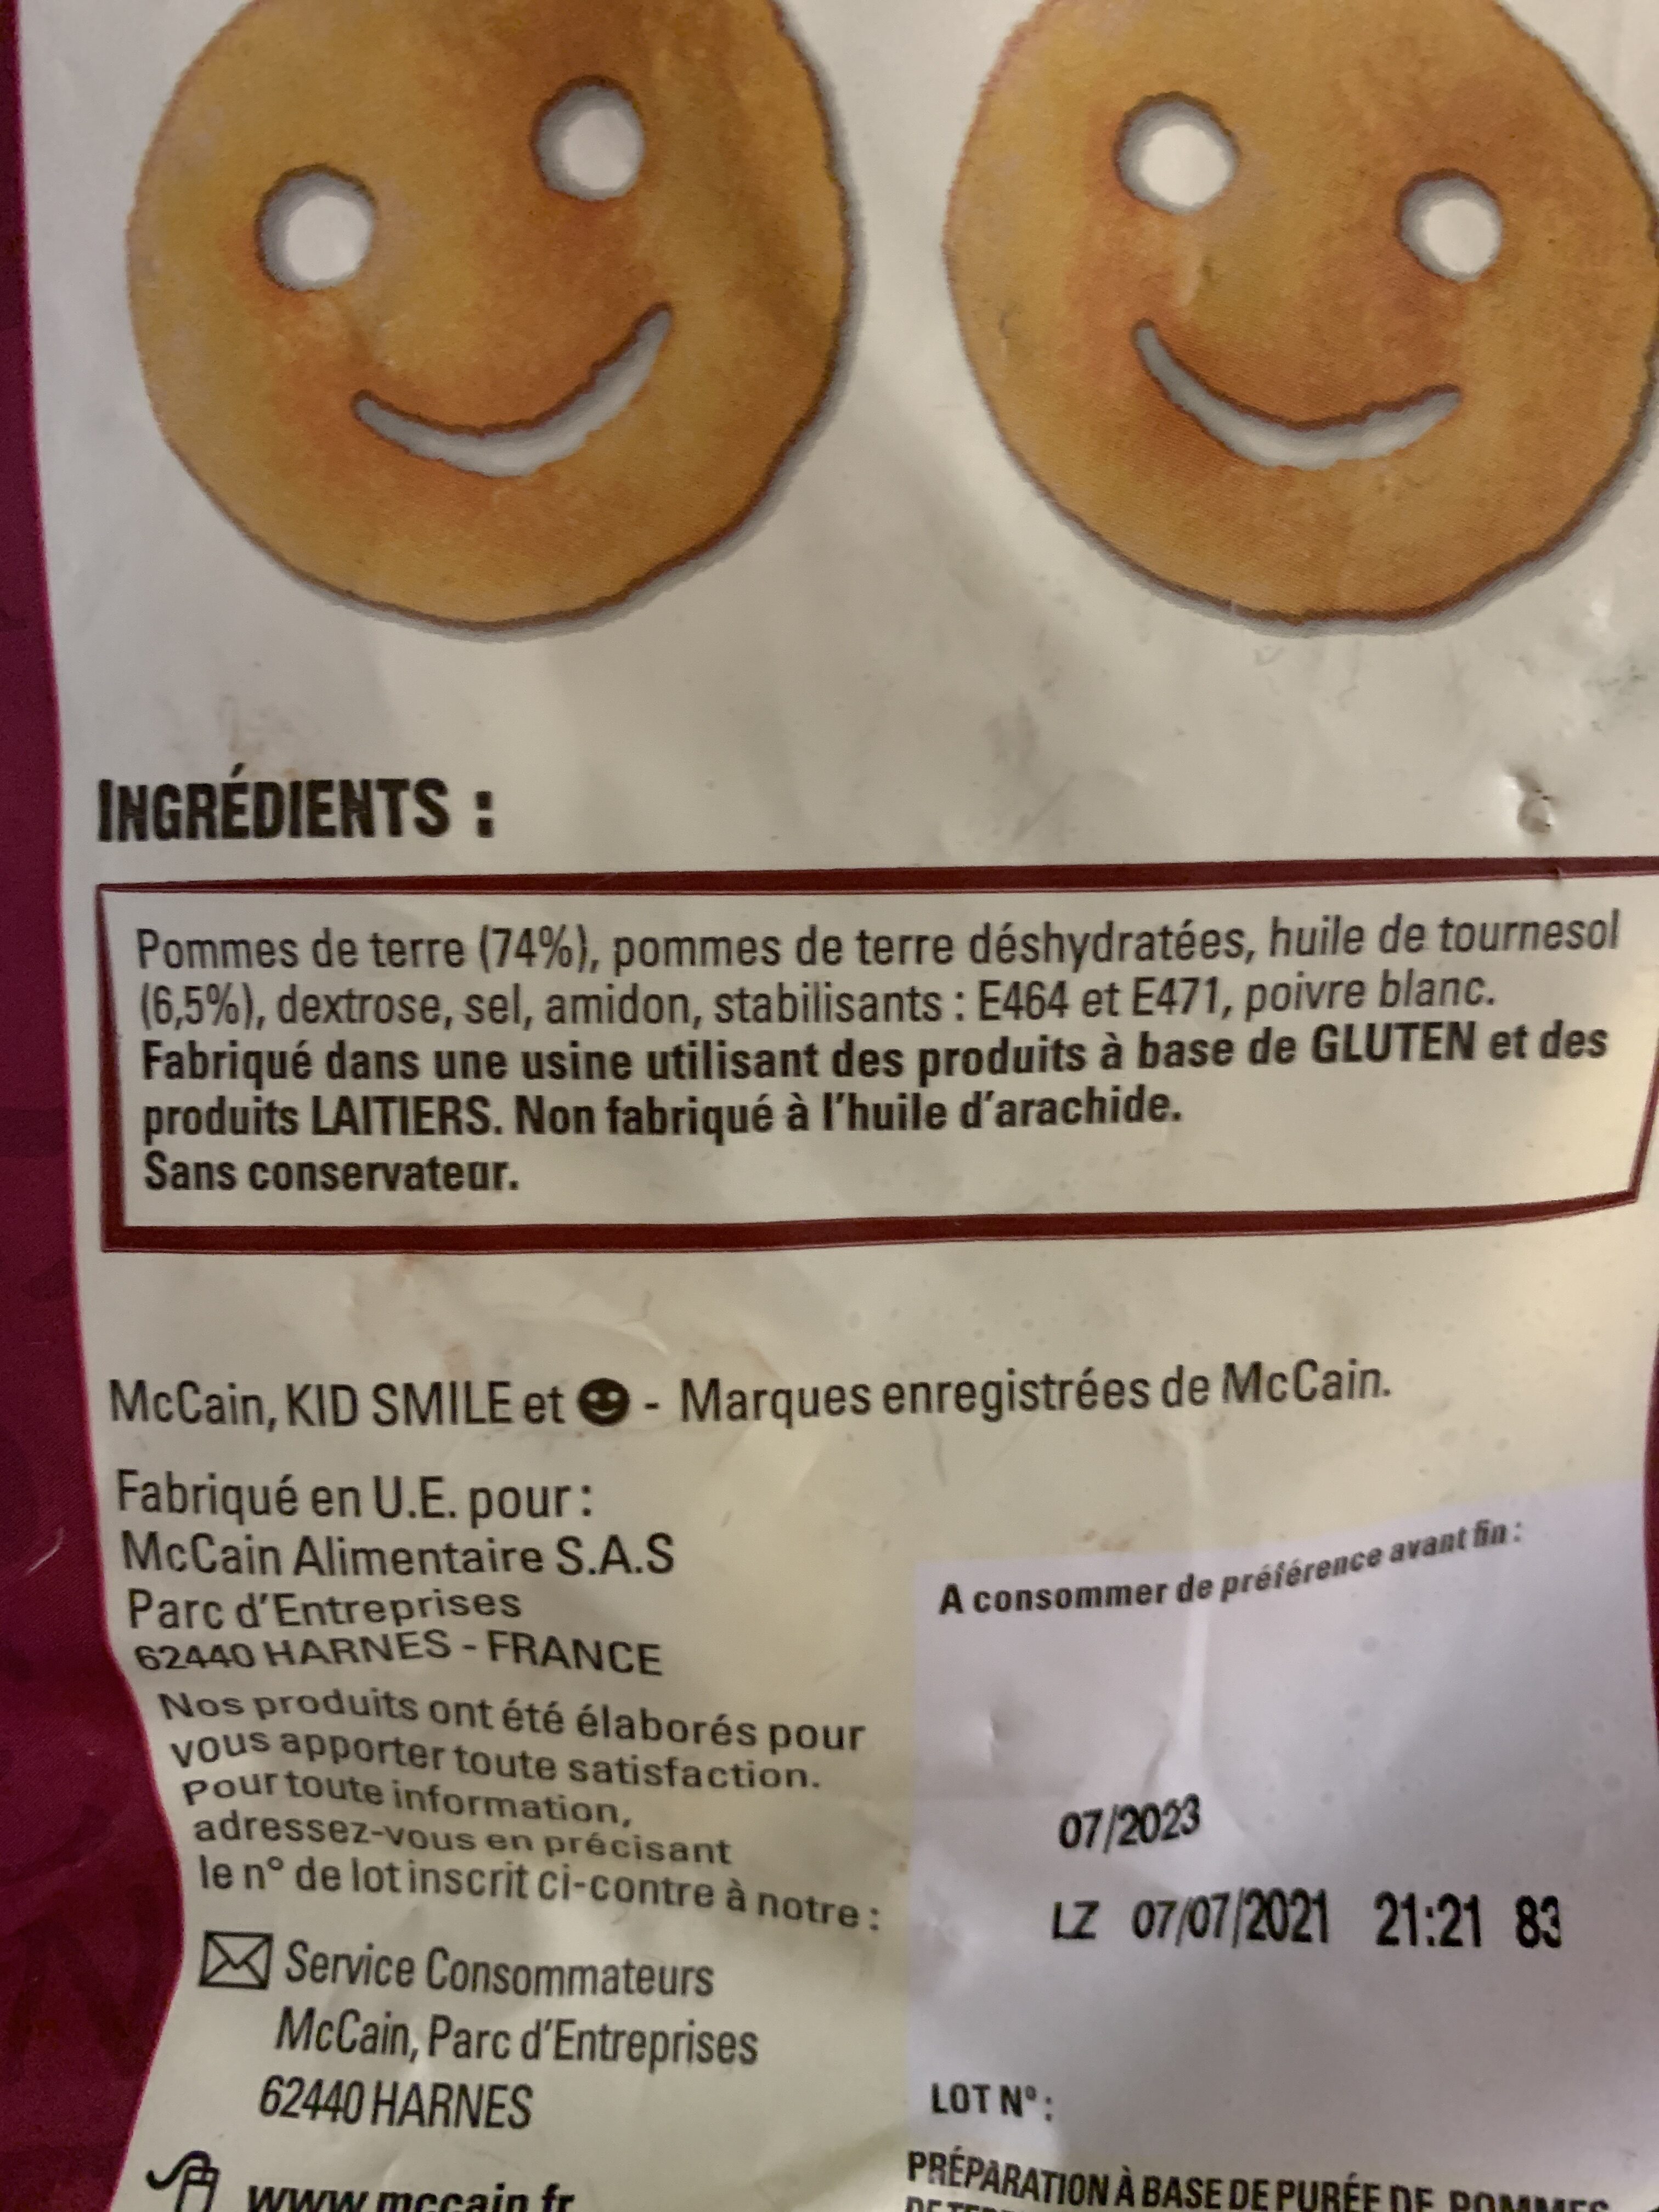 INGRÉDIENTS :
Pommes de terre (74%), pommes de terre déshydratées, huile de tournesol
(6,5%), dextrose, sel, amidon, stabilisants : E464 et E471, poivre blanc.
Fabriqué dans une usine utilisant des produits à base de GLUTEN et des
produits LAITIERS. Non fabriqué à l'huile d'arachide.
Sans conservateur.
McCain, KID SMILE et - Marques enregistrées de McCain.
Fabriqué en U.E. pour :
McCain Alimentaire S.A.S
Parc d'Entreprises
62440 HARNES - FRANCE
Nos produits ont été élaborés pour
vous apporter toute satisfaction.
Pour toute information,
adressez-vous en précisant
le n° de lot inscrit ci-contre à notre :
Service Consommateurs
McCain, Parc d'Entreprises
62440 HARNES
www.mccain.fr
A consommer de préférence avant fin :
07/2023
LZ 07/07/2021 21:21 83
LOT N° :
PRÉPARATION À BASE DE PURÉE DE POMMES